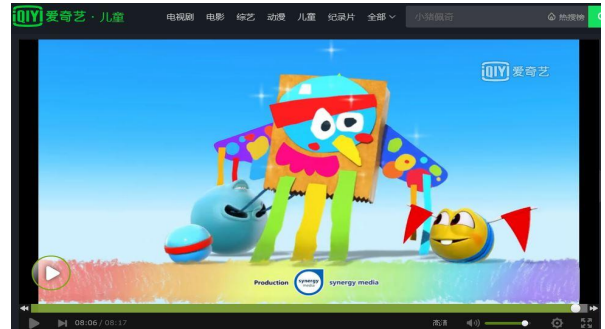 iQIYI 爱奇艺·儿童 电视剧 电影 综艺 动漫 儿童 纪录片 全部 小猪佩奇 热搜榜
iQIYI 爱奇艺
Production synergy media synergy media
08:06 / 08:17 高清